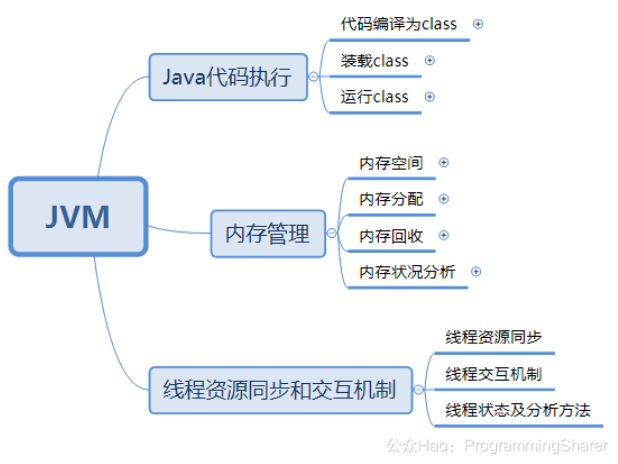 JVM
Java代码执行
代码编译为class
装载class
运行class
内存管理
内存空间
内存分配
内存回收
内存状况分析
线程资源同步和交互机制
线程资源同步
线程交互机制
线程状态及分析方法
公众Hao：ProgrammingSharer